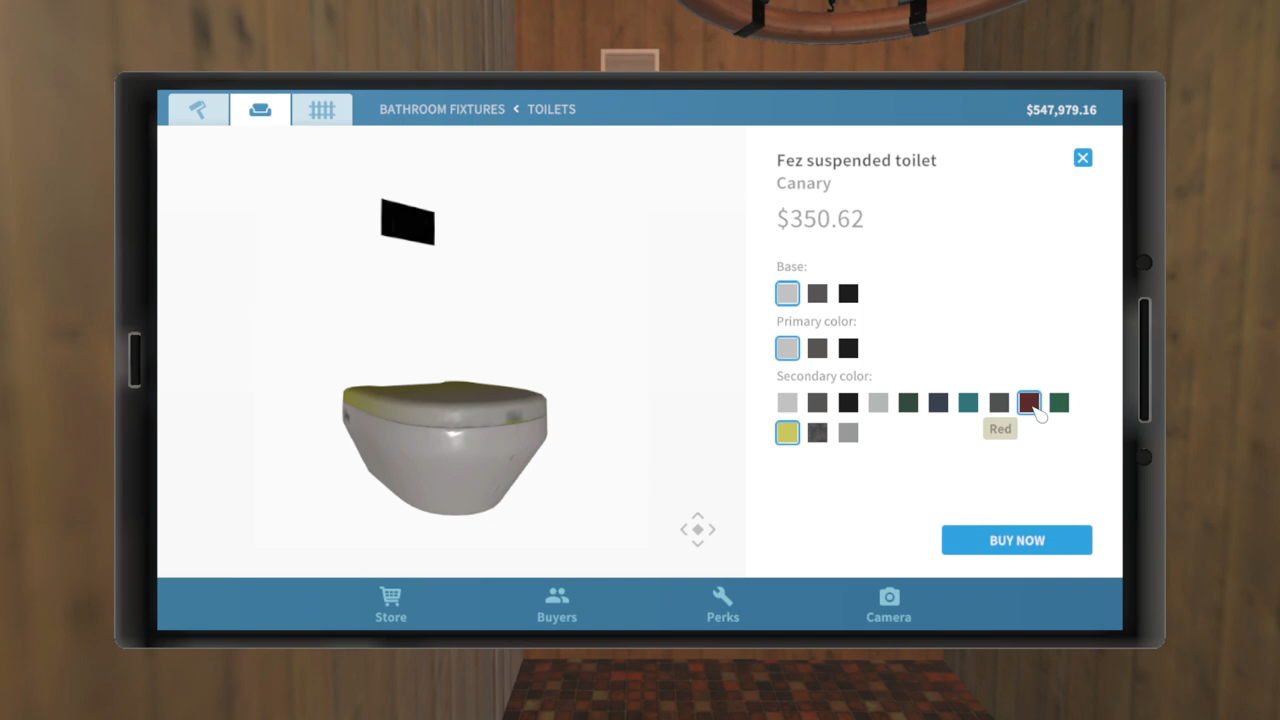 BATHROOM FIXTURES < TOILETS
$547,979.16
Fez suspended toilet
Canary
$350.62
Base:
Primary color:
Secondary color:
Red
BUY NOW
Store
Buyers
Perks
Camera